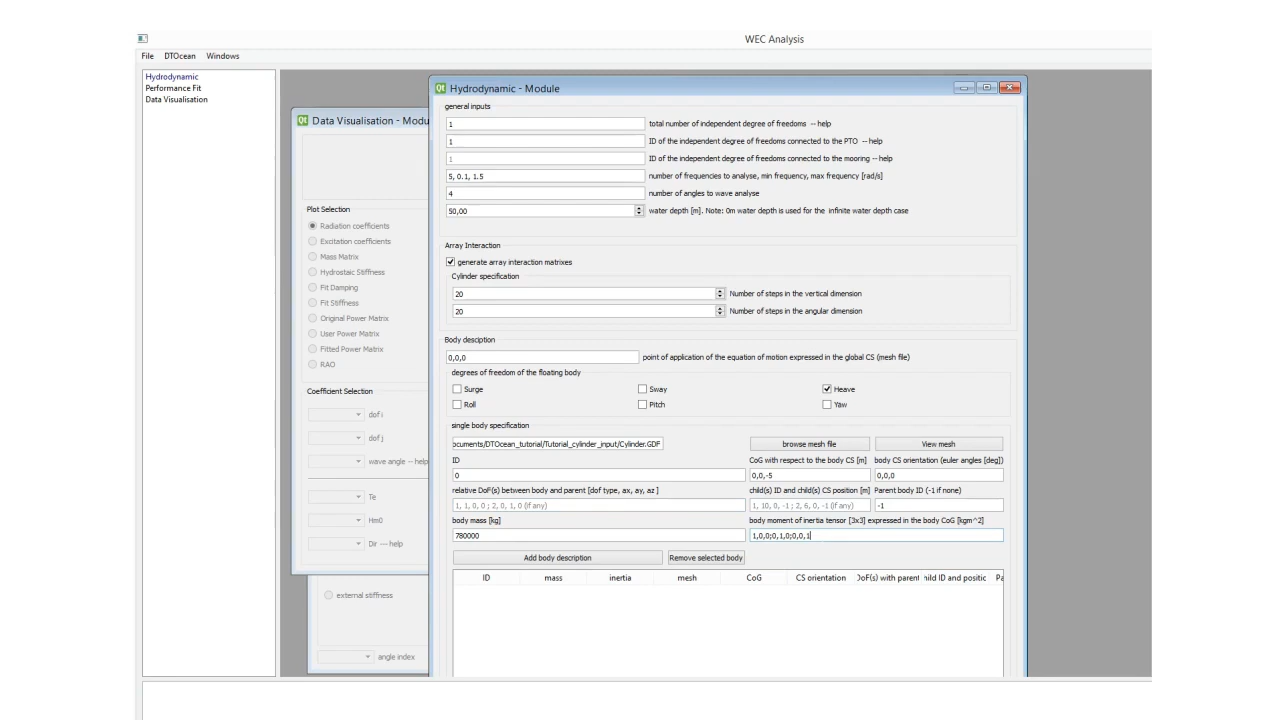 WEC Analysis
File DTOcean Windows
Hydrodynamic
Performance Fit
Data Visualisation
Data Visualisation - Modu
Plot Selection
Radiation coefficients
Excitation coefficients
Mass Matrix
Hydrostaic Stiffness
Fit Damping
Fit Stiffness
Original Power Matrix
User Power Matrix
Fitted Power Matrix
RAO
Coefficient Selection
dof i
dof j
wave angle -- help
Te
Hm0
Dir --- help
external stiffness
angle index
Qt Hydrodynamic - Module
general inputs
1 total number of independent degree of freedoms -- help
1 ID of the independent degree of freedoms connected to the PTO -- help
1 ID of the independent degree of freedoms connected to the mooring -- help
5, 0.1, 1.5 number of frequencies to analyse, min frequency, max frequency [rad/s]
4 number of angles to wave analyse
50,00 water depth [m]. Note: 0m water depth is used for the infinite water depth case
Array Interaction
generate array interaction matrixes
Cylinder specification
20 Number of steps in the vertical dimension
20 Number of steps in the angular dimension
Body desciption
0,0,0 point of application of the equation of motion expressed in the global CS (mesh file)
degrees of freedom of the floating body
Surge Sway Heave
Roll Pitch Yaw
single body specification
ocuments/DTOcean_tutorial/Tutorial_cylinder_input/Cylinder.GDF browse mesh file View mesh
ID CoG with respect to the body CS [m] body CS orientation (euler angles [deg])
0 0,0,-5 0,0,0
relative DoF(s) between body and parent [dof type, ax, ay, az ] child(s) ID and child(s) CS position [m] Parent body ID (-1 if none)
1, 1, 0, 0 ; 2, 0, 1, 0 (if any) 1, 10, 0, -1 ; 2, 6, 0, -1 (if any) -1
body mass [kg] body moment of inertia tensor [3x3] expressed in the body CoG [kgm^2]
780000 1,0,0;0,1,0;0,0,1
Add body description Remove selected body
ID mass inertia mesh CoG CS orientation DoF(s) with parent hild ID and positic Pa